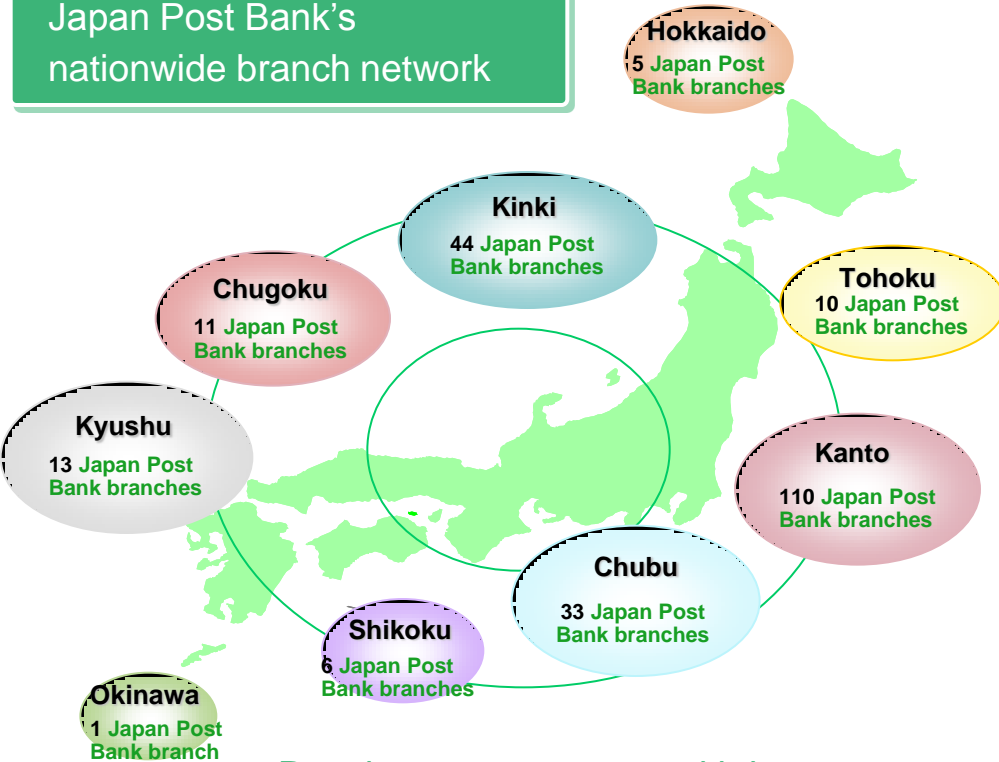 Japan Post Bank's
nationwide branch network
Hokkaido
5 Japan Post
Bank branches
Kinki
44 Japan Post
Bank branches
Tohoku
10 Japan Post
Bank branches
Chugoku
11 Japan Post
Bank branches
Kyushu
13 Japan Post
Bank branches
Kanto
110 Japan Post
Bank branches
Chubu
33 Japan Post
Bank branches
Shikoku
6 Japan Post
Bank branches
Okinawa
1 Japan Post
Bank branch